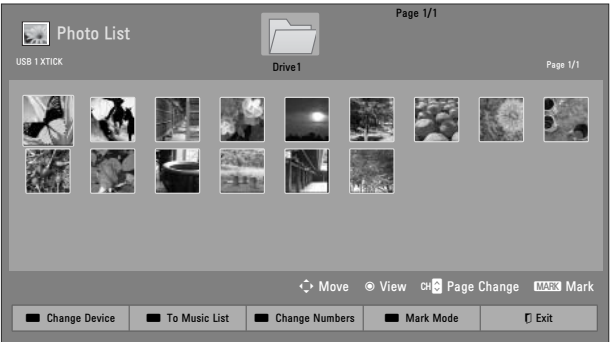 Page 1/1
Photo List
USB 1 XTICK
Drive1
Page 1/1
Move View CH Page Change MARK Mark
Change Device To Music List Change Numbers Mark Mode Exit